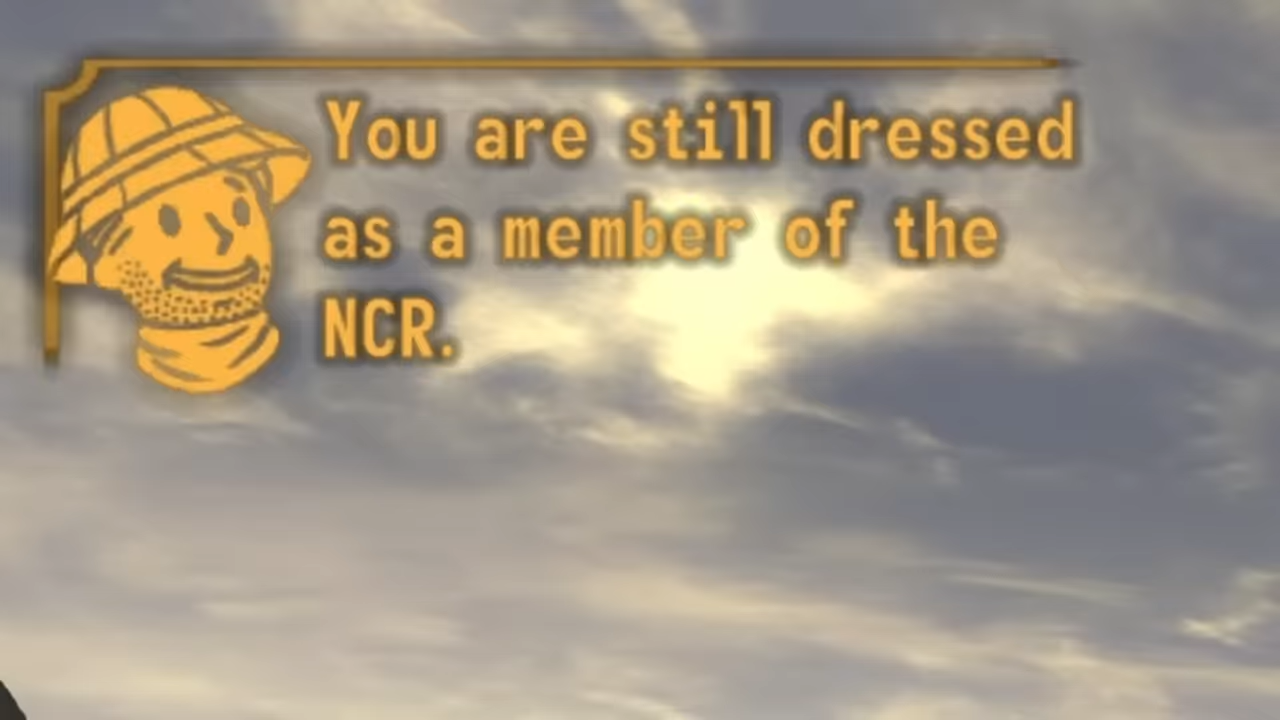 You are still dressed
as a member of the
NCR.